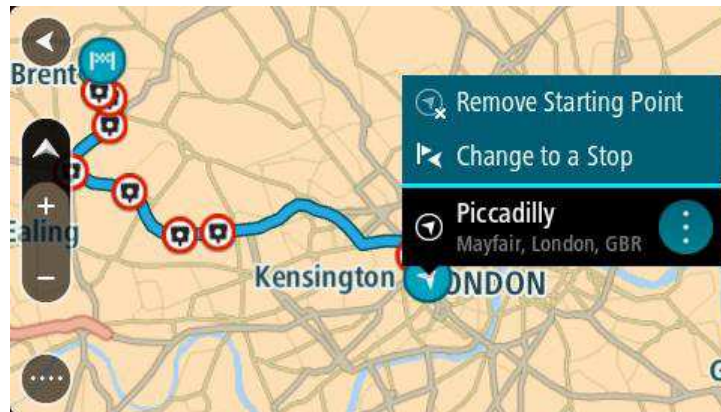 Brent
Remove Starting Point
Change to a Stop
Piccadilly
Mayfair, London, GBR
Ealing
Kensington
ONDON
G